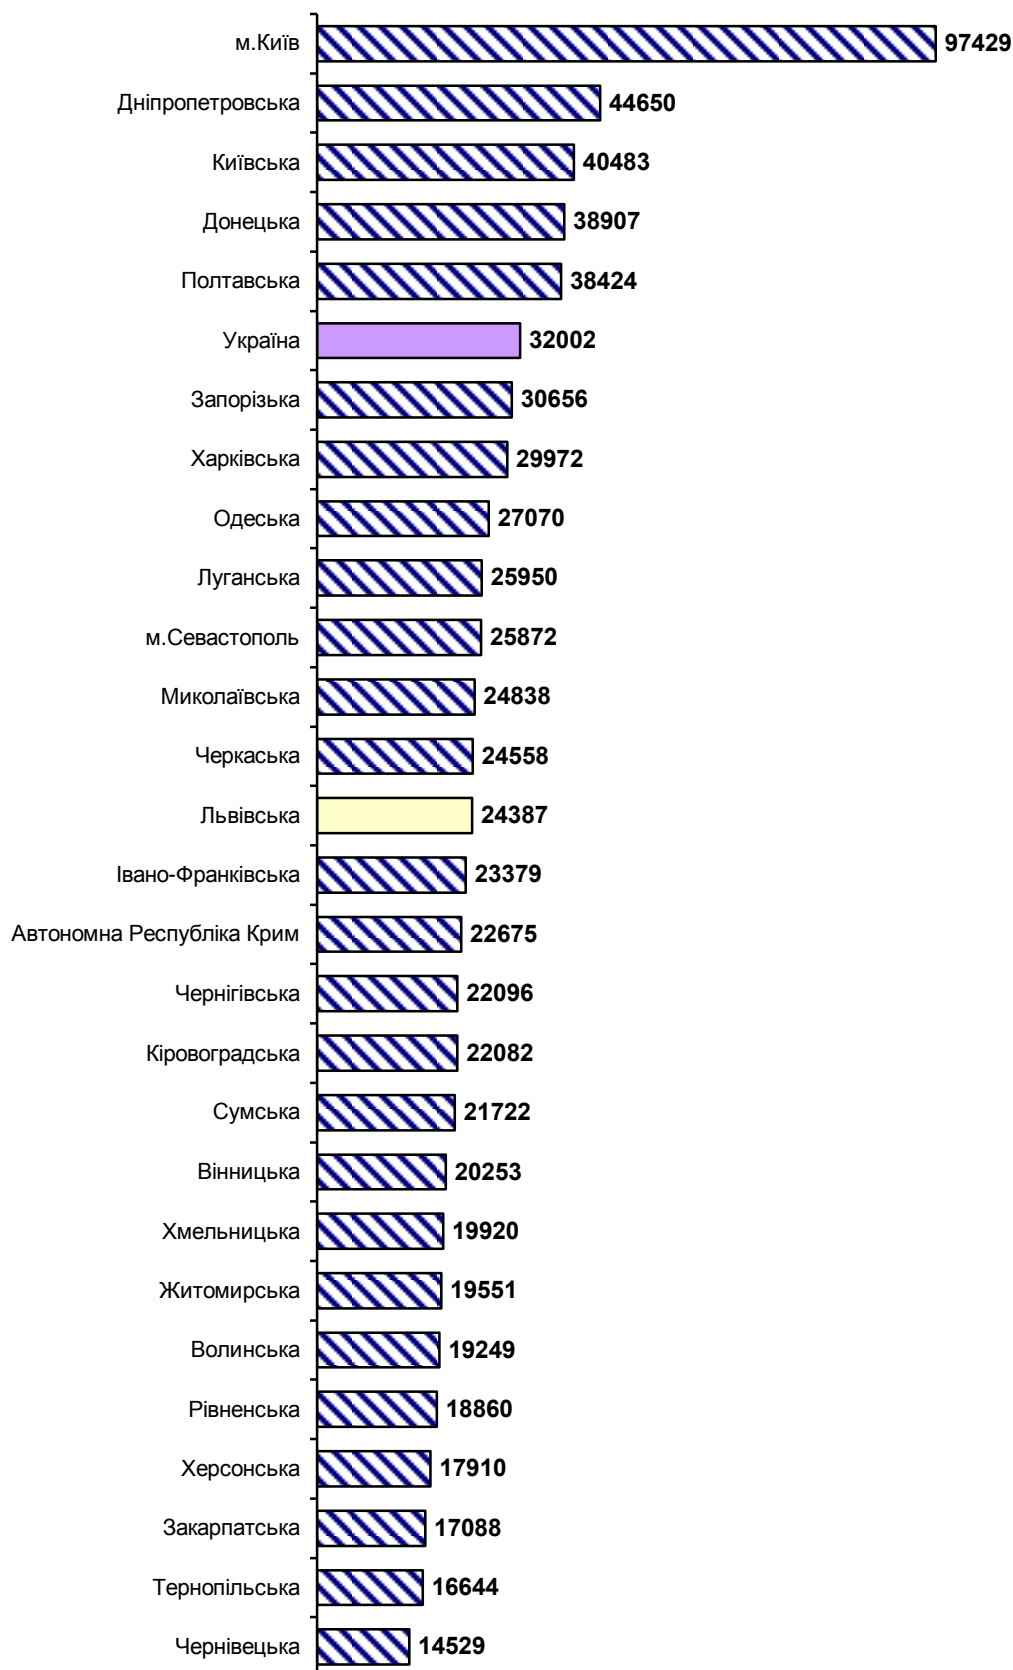 м.Київ 97429
Дніпропетровська 44650
Київська 40483
Донецька 38907
Полтавська 38424
Україна 32002
Запорізька 30656
Харківська 29972
Одеська 27070
Луганська 25950
м.Севастополь 25872
Миколаївська 24838
Черкаська 24558
Львівська 24387
Івано-Франківська 23379
Автономна Республіка Крим 22675
Чернігівська 22096
Кіровоградська 22082
Сумська 21722
Вінницька 20253
Хмельницька 19920
Житомирська 19551
Волинська 19249
Рівненська 18860
Херсонська 17910
Закарпатська 17088
Тернопільська 16644
Чернівецька 14529